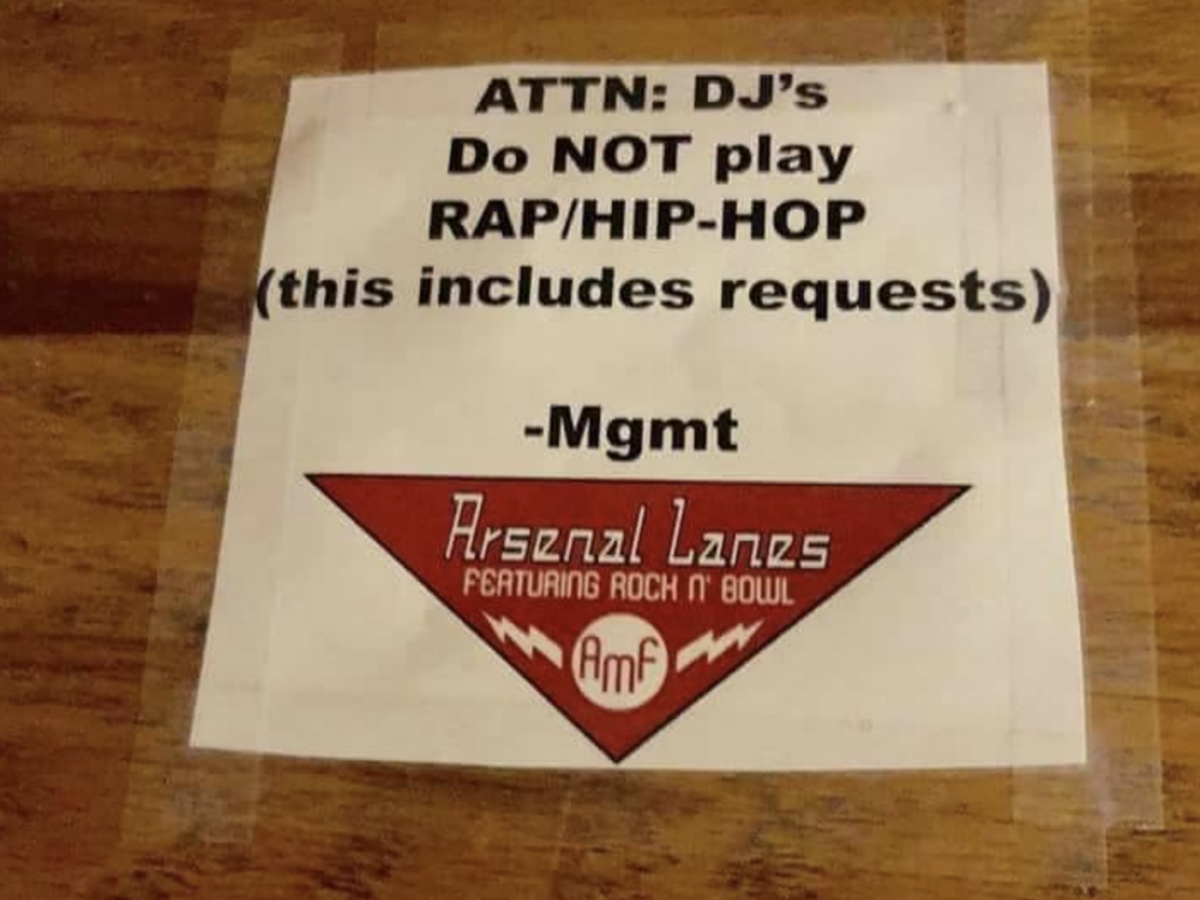 ATTN: DJ’s
Do NOT play
RAP/HIP-HOP
(this includes requests)
-Mgmt
Arsenal Lanes
FEATURING ROCK N' BOWL
AMF